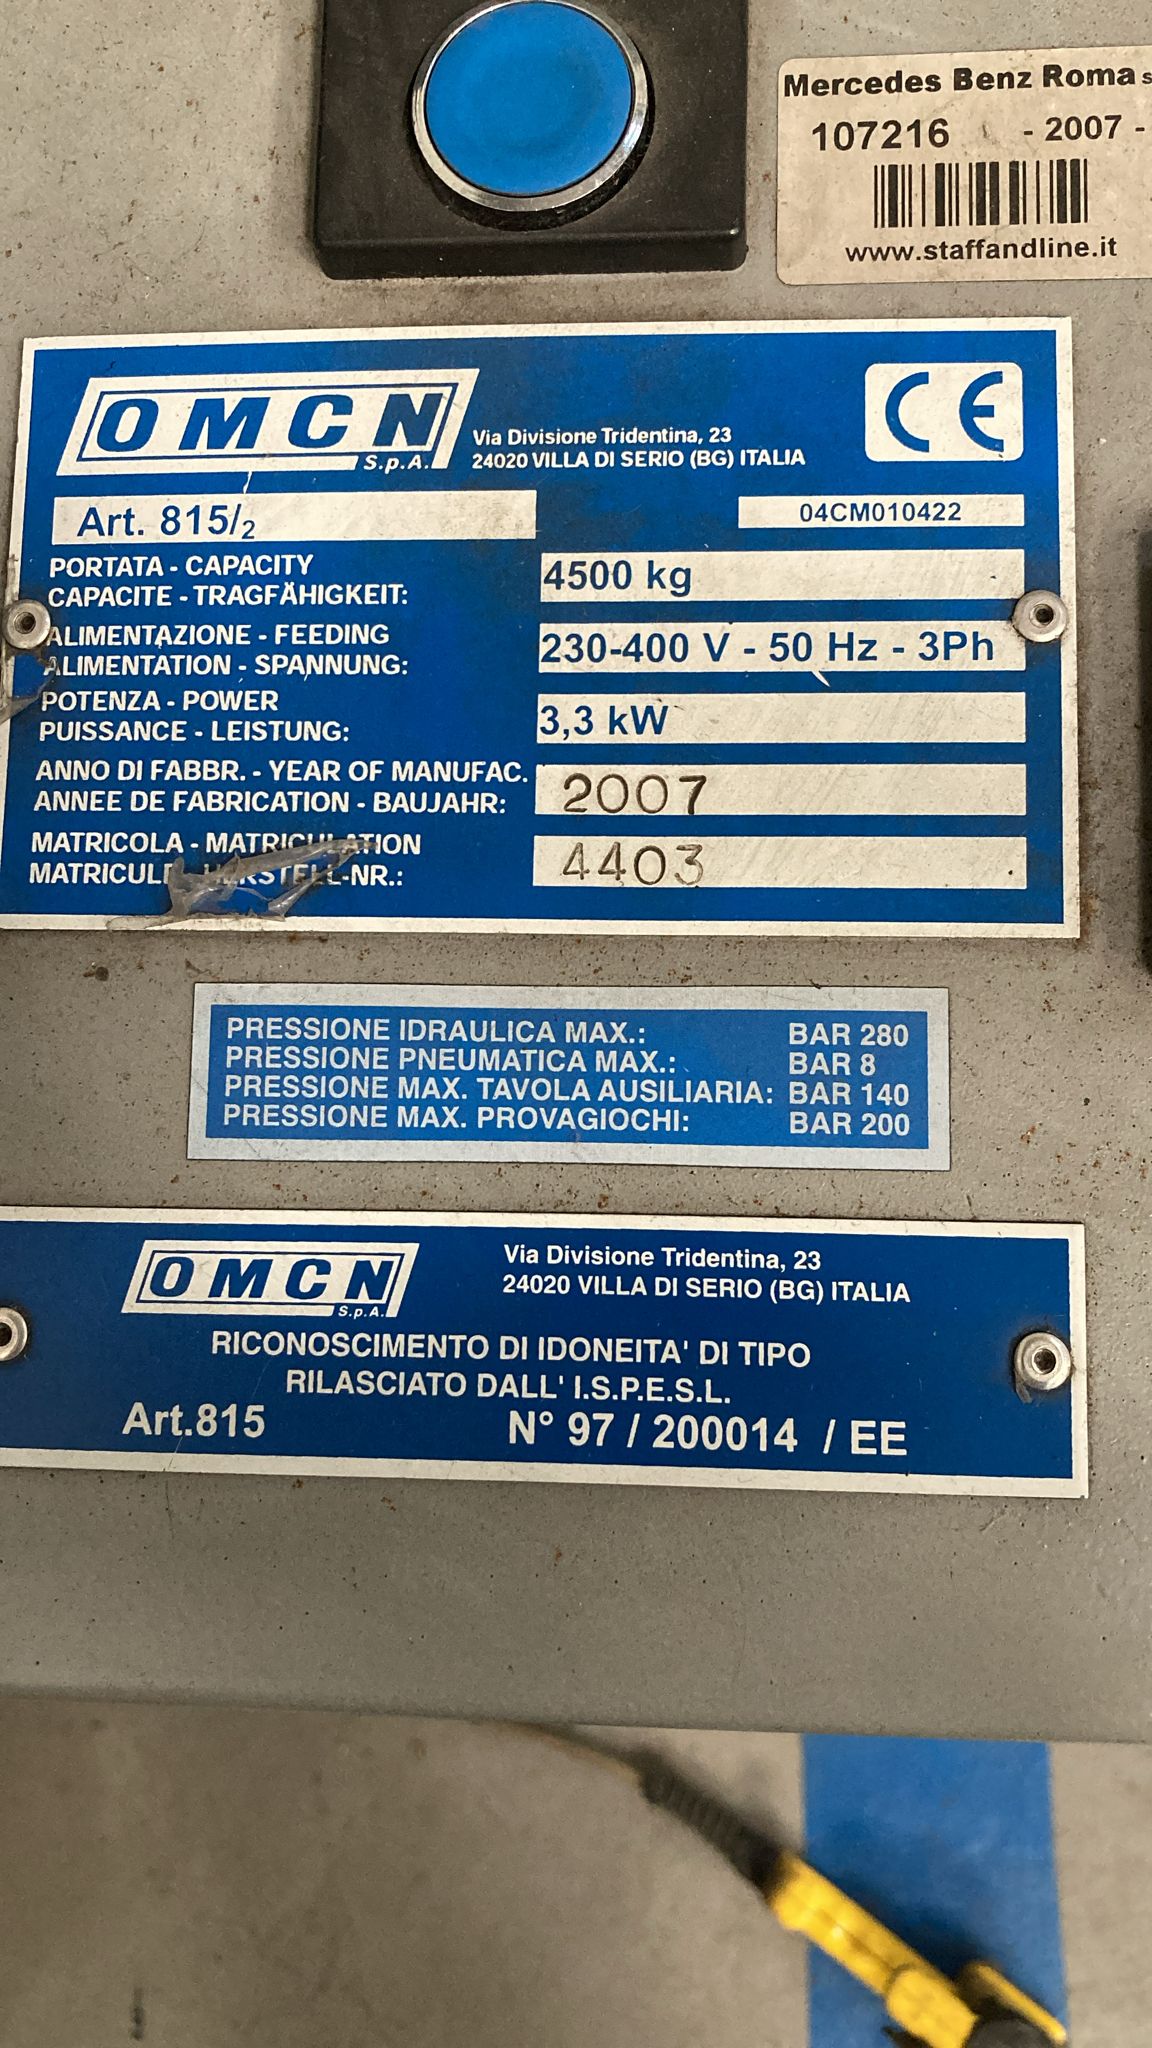 Mercedes Benz Roma s
107216 - 2007 -
www.staffandline.it
OMCN
S.p.A.
Via Divisione Tridentina, 23
24020 VILLA DI SERIO (BG) ITALIA
CE
Art. 815/2
04CM010422
PORTATA - CAPACITY
CAPACITE - TRAGFÄHIGKEIT:
4500 kg
ALIMENTAZIONE - FEEDING
ALIMENTATION - SPANNUNG:
230-400 V - 50 Hz - 3Ph
POTENZA - POWER
PUISSANCE - LEISTUNG:
3,3 kW
ANNO DI FABBR. - YEAR OF MANUFAC.
ANNEE DE FABRICATION - BAUJAHR:
2007
MATRICOLA - MATRICULATION
MATRICULE - HERSTELL-NR.:
4403
PRESSIONE IDRAULICA MAX.: BAR 280
PRESSIONE PNEUMATICA MAX.: BAR 8
PRESSIONE MAX. TAVOLA AUSILIARIA: BAR 140
PRESSIONE MAX. PROVAGIOCHI: BAR 200
OMCN
S.p.A.
Via Divisione Tridentina, 23
24020 VILLA DI SERIO (BG) ITALIA
RICONOSCIMENTO DI IDONEITA' DI TIPO
RILASCIATO DALL' I.S.P.E.S.L.
Art.815 N° 97 / 200014 / EE